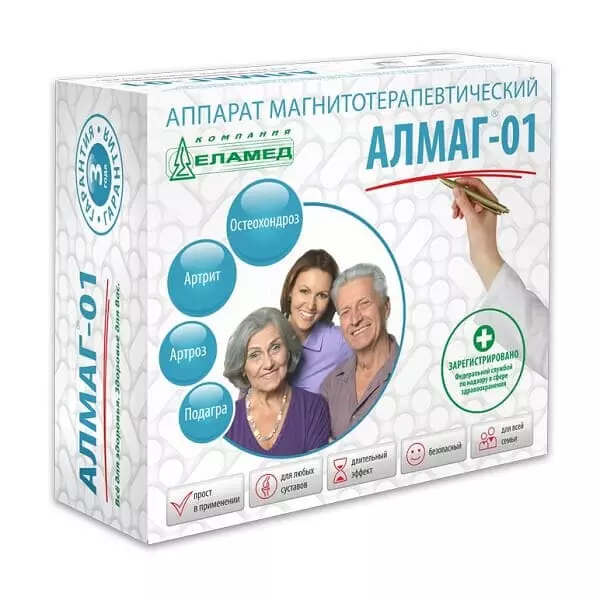 АППАРАТ МАГНИТОТЕРАПЕВТИЧЕСКИЙ
КОМПАНИЯ
ЕЛАМЕД
АЛМАГ®-01
Остеохондроз
Артрит
Артроз
Подагра
ЗАРЕГИСТРИРОВАНО
Федеральной службой
по надзору в сфере
здравоохранения
прост
в применении
для любых
суставов
длительный
эффект
безопасный
для всей
семьи
ГАРАНТИЯ
3
ГОДА
ГАРАНТИЯ
АЛМАГ®-01
Всё для здоровья. Здоровье для Вас.